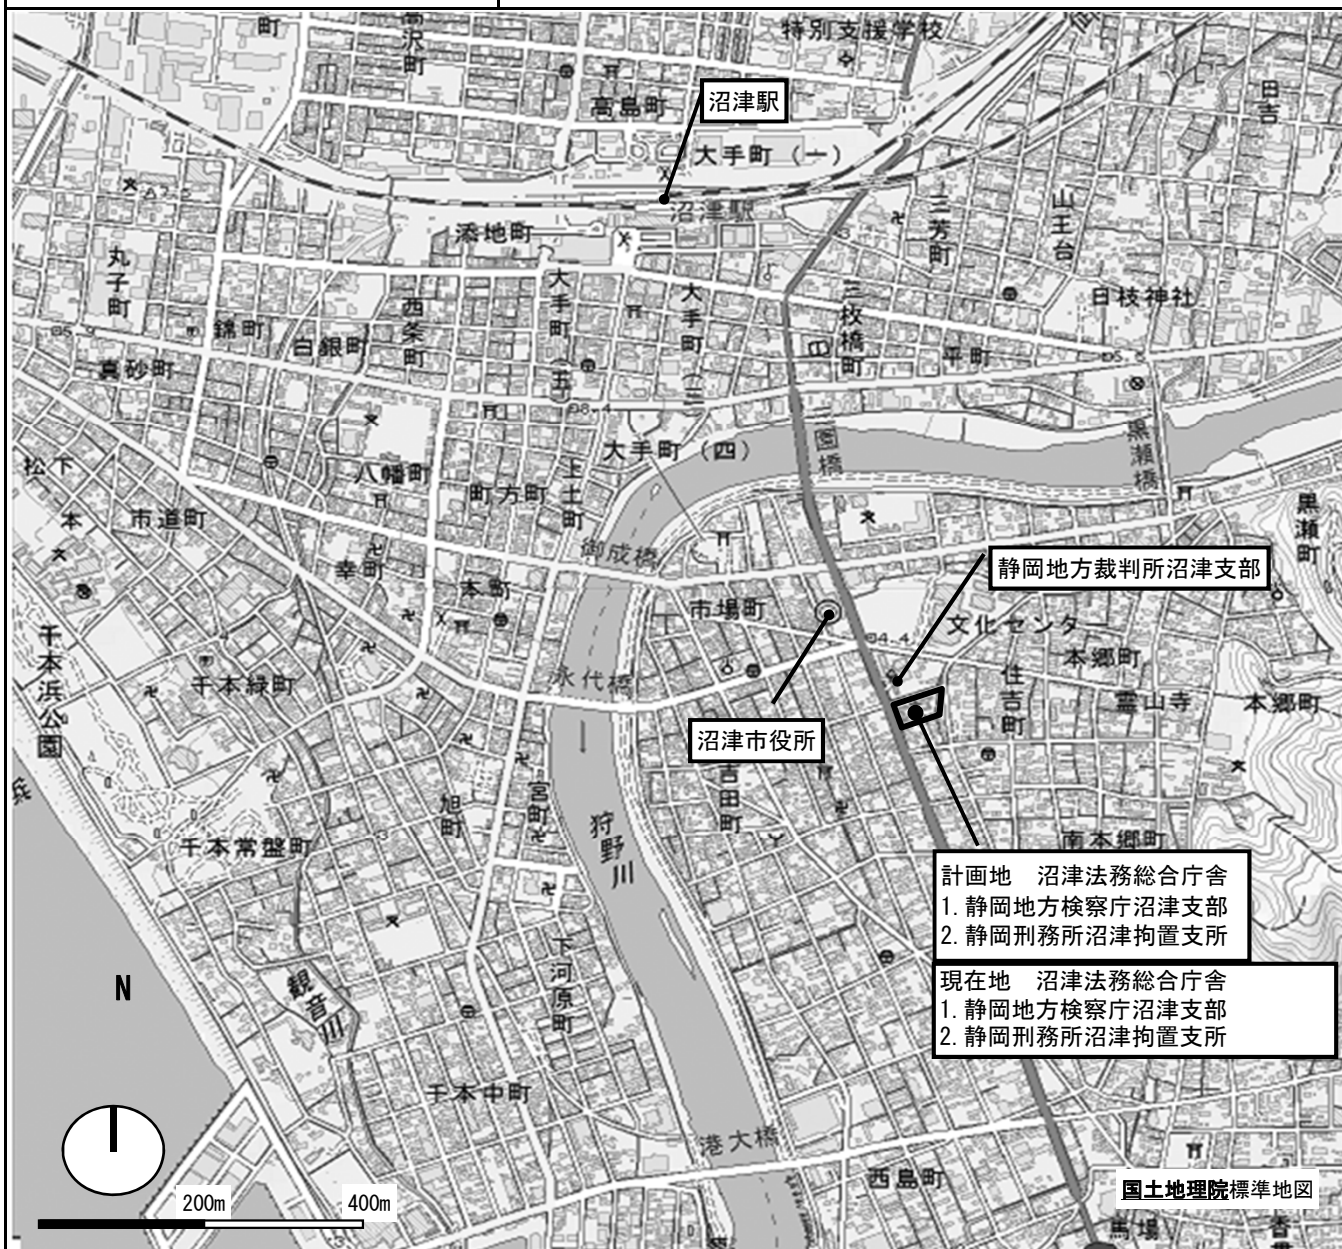 町
高沢町
特別支援学校
高島町
沼津駅
日吉
大手町（一）
沼津駅
添地町
三芳町
山王台
丸子町
大手町（五）
西条町
大手町（三）
三枚橋町
日枝神社
錦町
白銀町
平町
真砂町
三園橋
黒瀬橋
松下
大手町（四）
八幡町
町方町
上土町
本
市道町
黒瀬町
御成橋
幸町
本町
静岡地方裁判所沼津支部
市場町
文化センター
千本浜公園
本郷町
住吉町
霊山寺
本郷町
千本緑町
永代橋
沼津市役所
吉田町
浜
旭町
宮町
狩野川
千本常盤町
南本郷町
計画地　沼津法務総合庁舎
1. 静岡地方検察庁沼津支部
2. 静岡刑務所沼津拘置支所
現在地　沼津法務総合庁舎
1. 静岡地方検察庁沼津支部
2. 静岡刑務所沼津拘置支所
下河原町
観音川
N
千本中町
港大橋
西島町
国土地理院標準地図
200m
400m
馬場
香